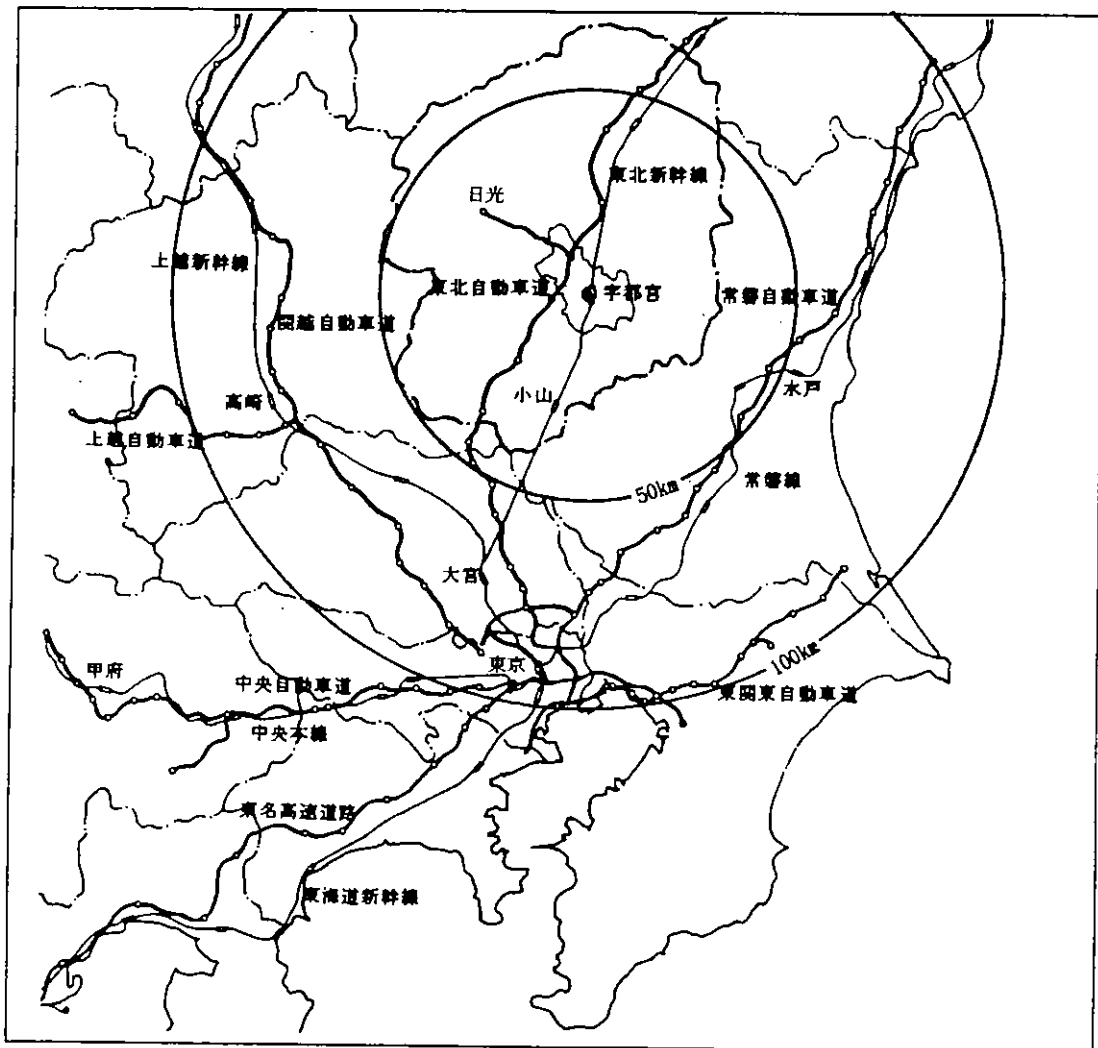 東北新幹線
日光
上越新幹線
東北自動車道
宇都宮
常磐自動車道
関越自動車道
小山
水戸
高崎
上越自動車道
50km
常磐線
大宮
100km
東京
甲府
中央自動車道
東関東自動車道
中央本線
東名高速道路
東海道新幹線